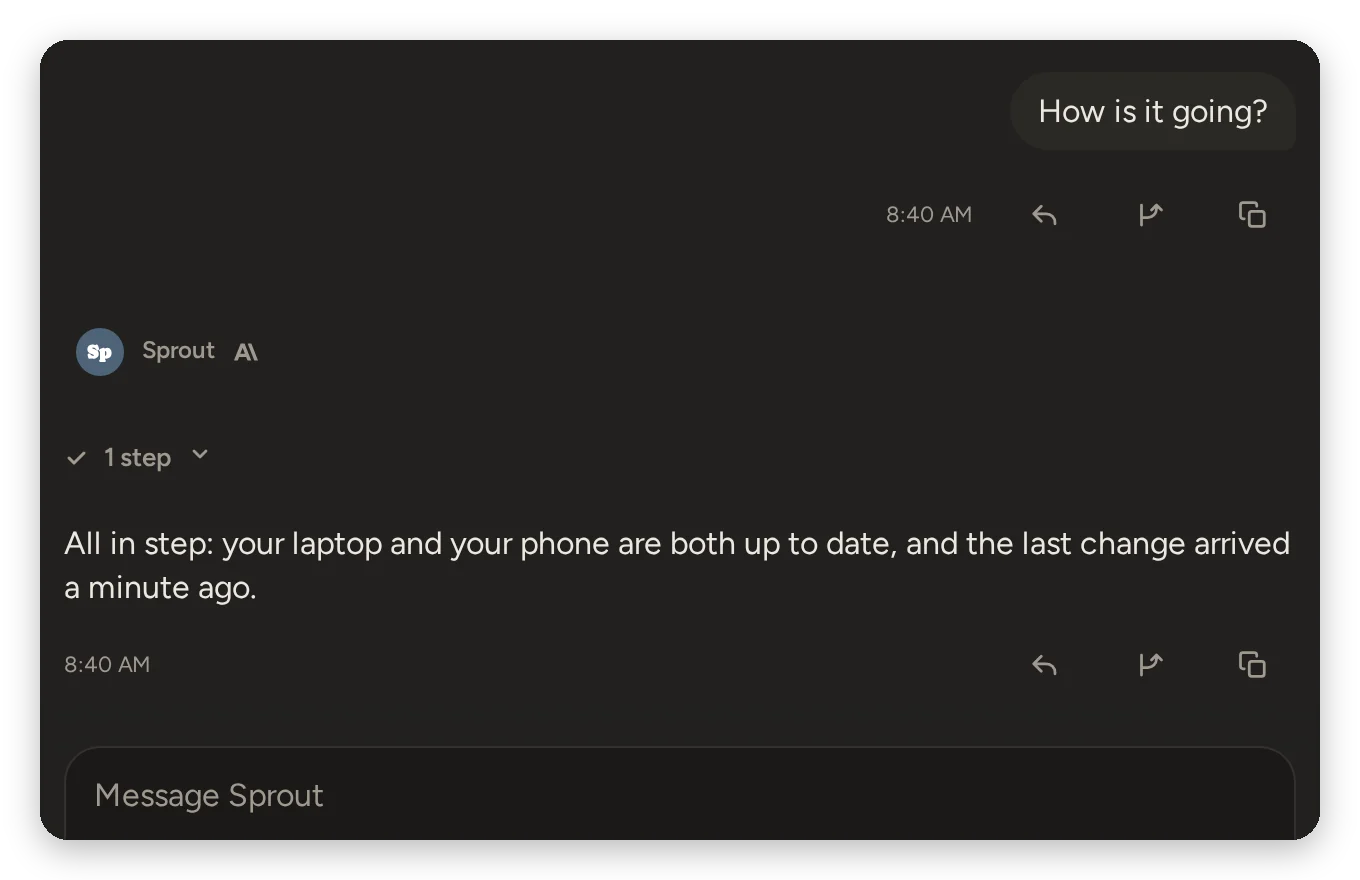 How is it going?
8:40 AM
Sp
Sprout
1 step
All in step: your laptop and your phone are both up to date, and the last change arrived
a minute ago.
8:40 AM
Message Sprout